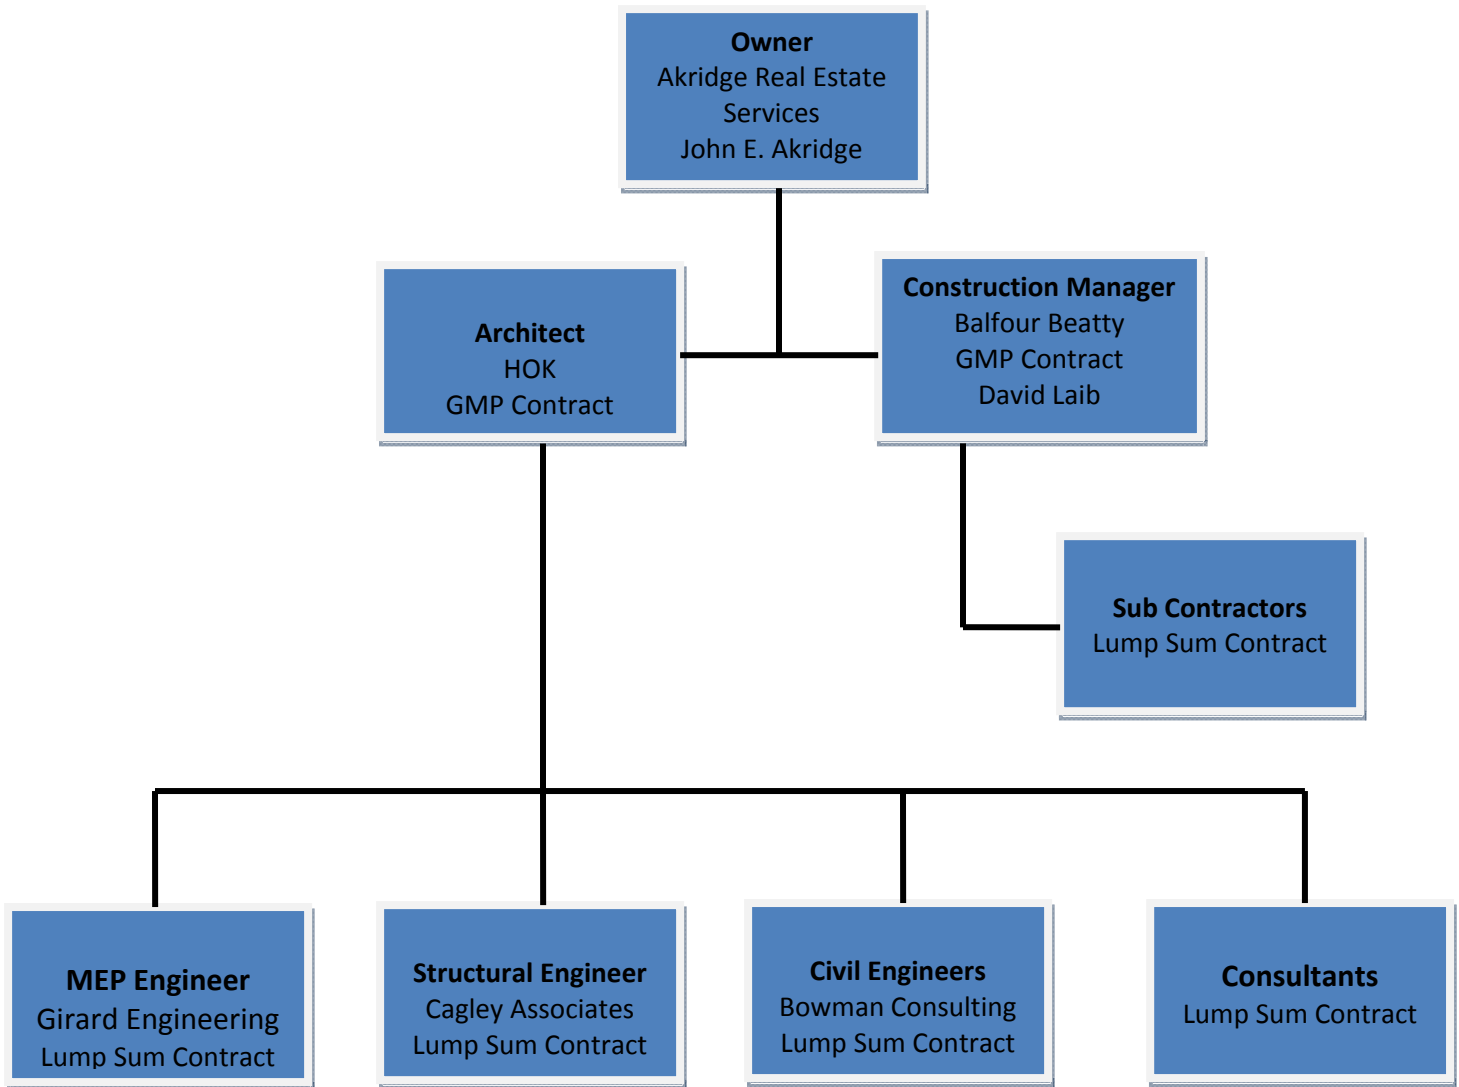 Owner
Akridge Real Estate
Services
John E. Akridge
Architect
HOK
GMP Contract
Construction Manager
Balfour Beatty
GMP Contract
David Laib
Sub Contractors
Lump Sum Contract
MEP Engineer
Girard Engineering
Lump Sum Contract
Structural Engineer
Cagley Associates
Lump Sum Contract
Civil Engineers
Bowman Consulting
Lump Sum Contract
Consultants
Lump Sum Contract